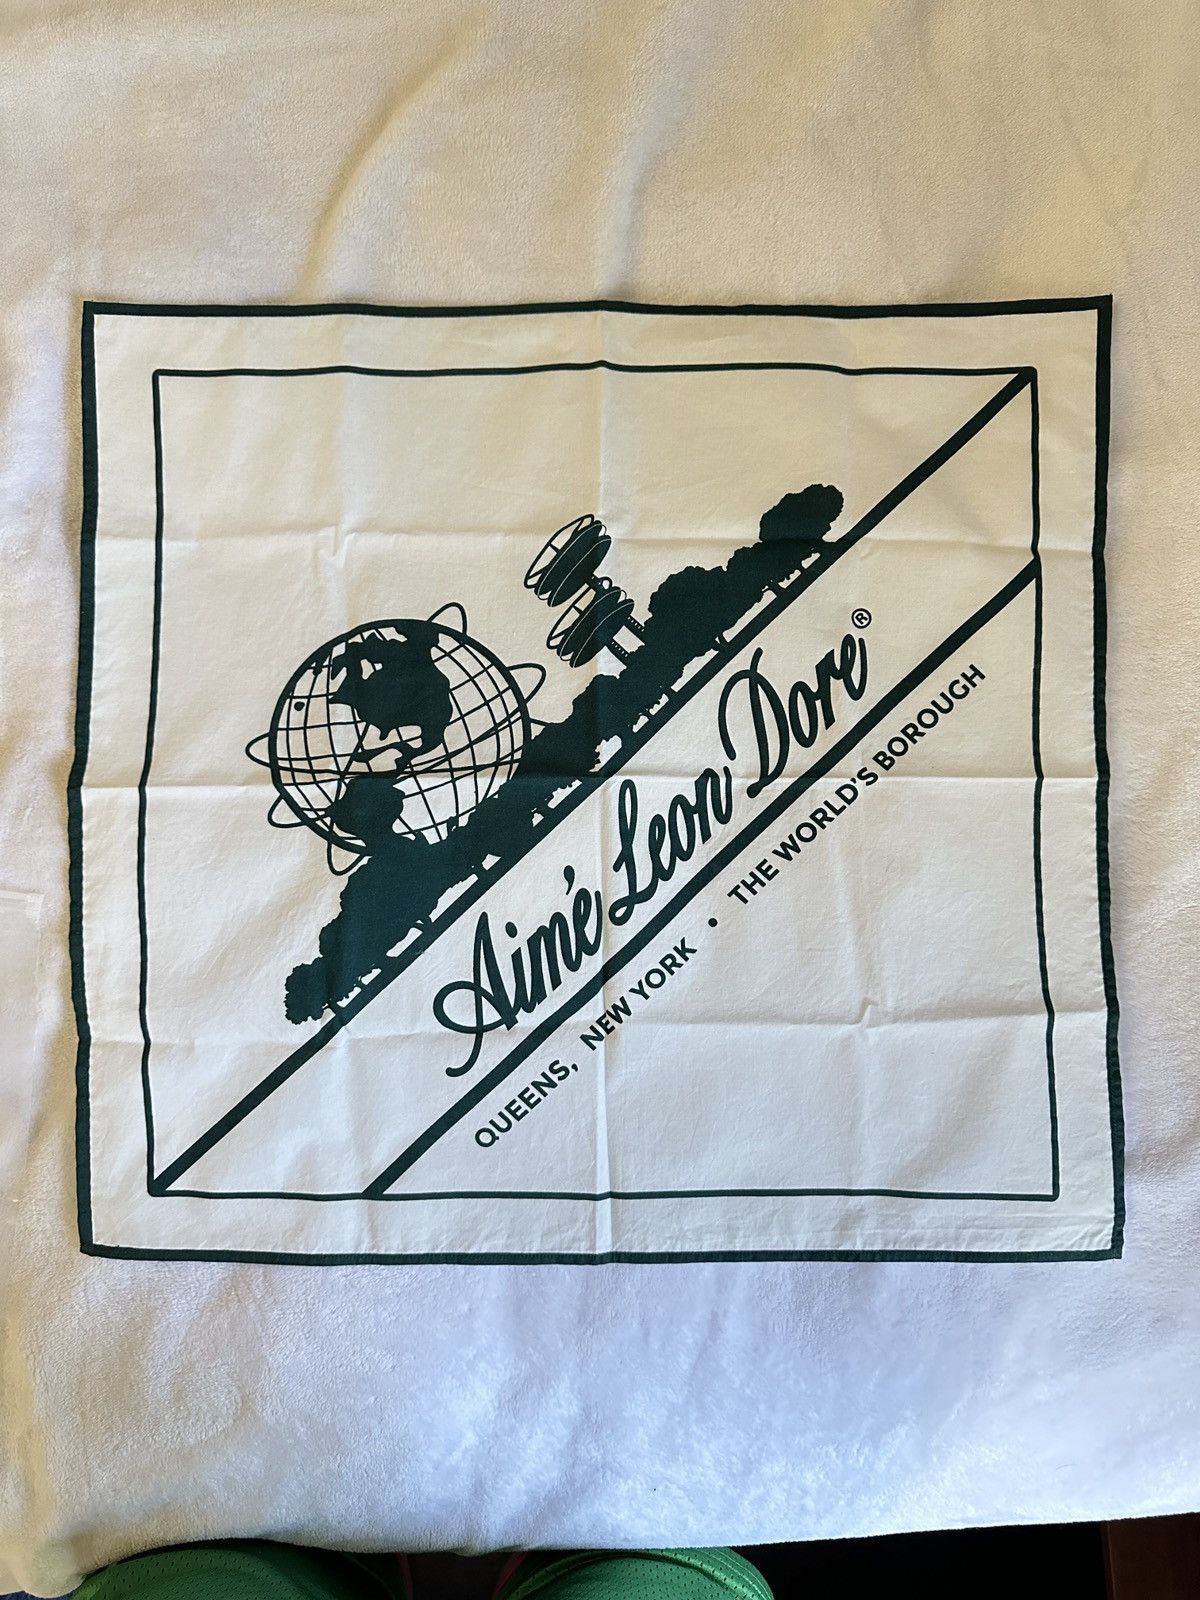 Aimé Leon Dore®
QUEENS, NEW YORK • THE WORLD'S BOROUGH